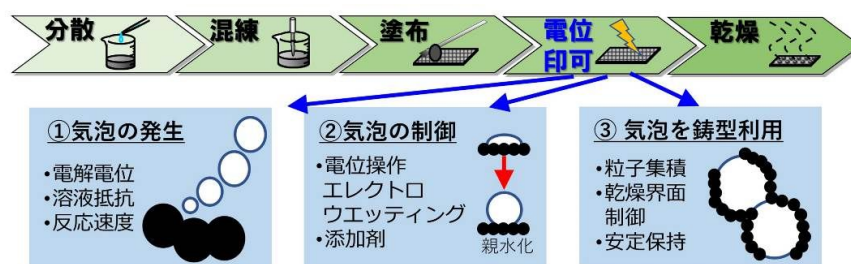 分散
混練
塗布
電位
印可
乾燥
①気泡の発生
•電解電位
•溶液抵抗
•反応速度
②気泡の制御
•電位操作
エレクトロ
ウエッティング
•添加剤
親水化
③ 気泡を鋳型利用
•粒子集積
•乾燥界面
制御
•安定保持